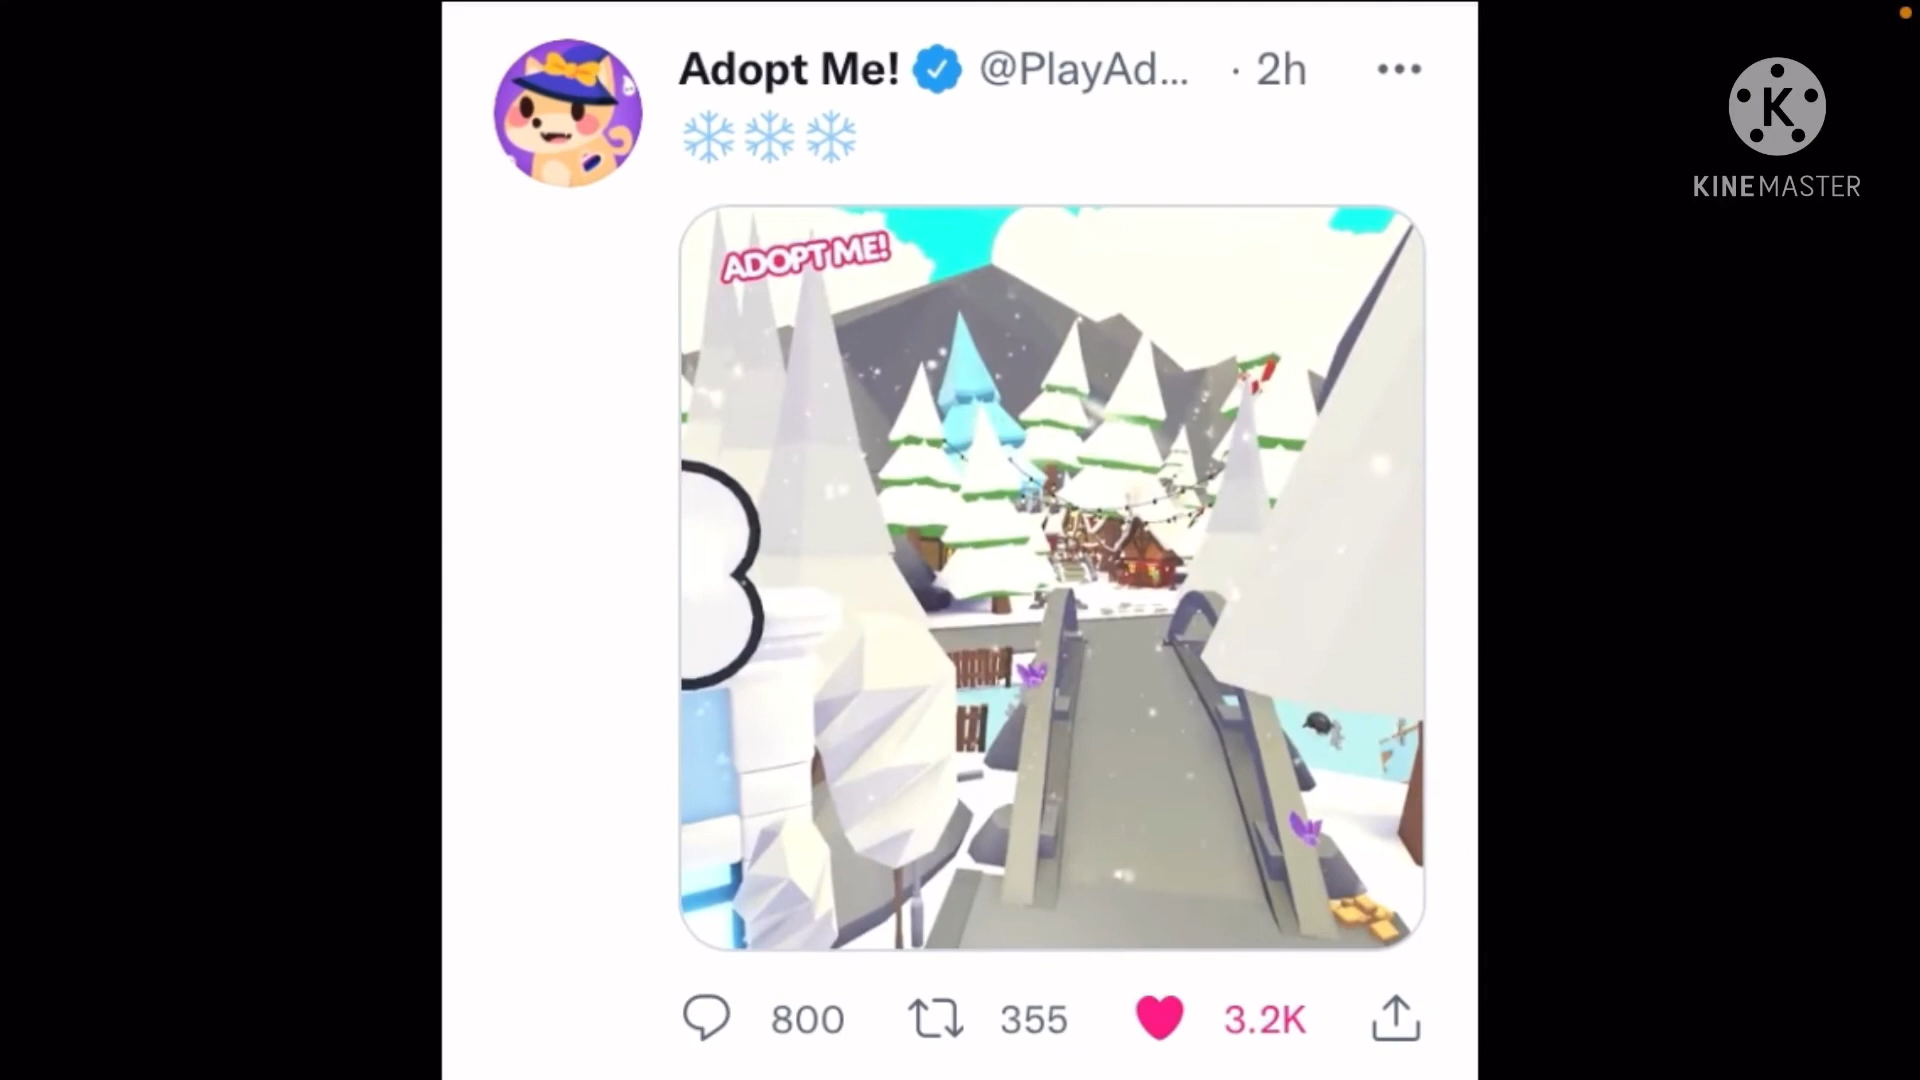 Adopt Me! @PlayAd... · 2h
❄❄❄
ADOPT ME!
800 355 3.2K
K
KINEMASTER